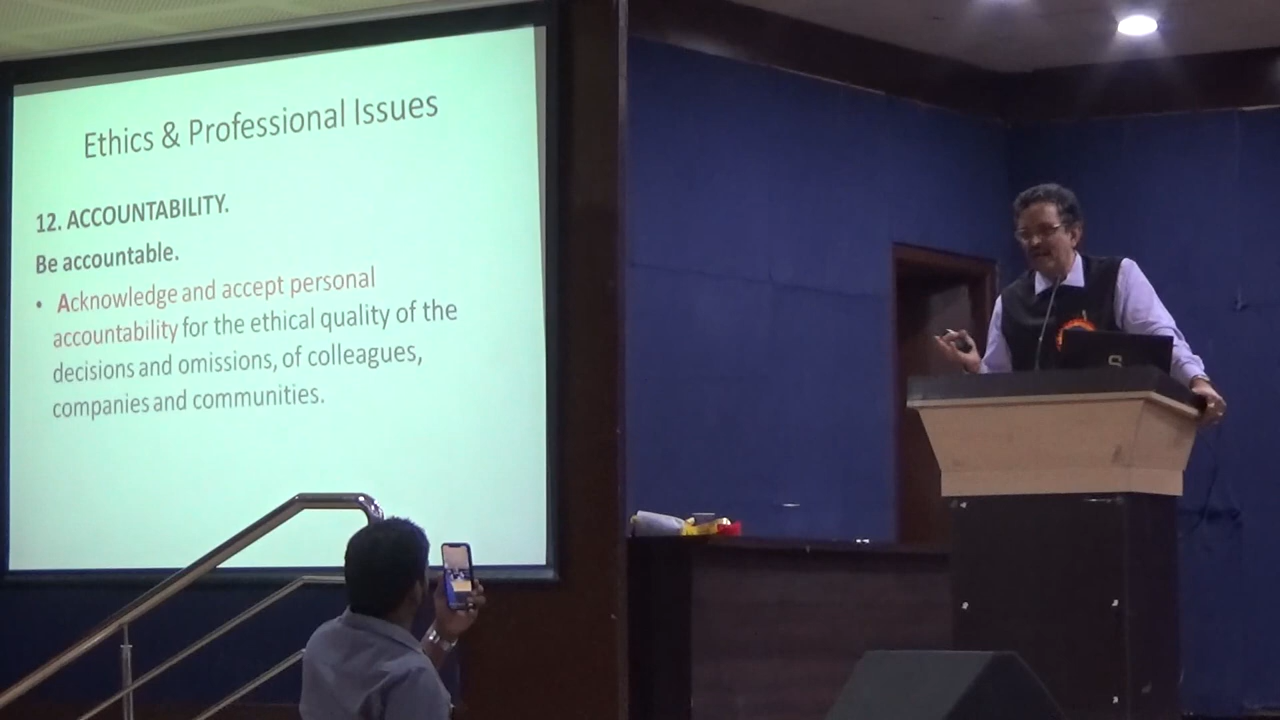 Ethics & Professional Issues
12. ACCOUNTABILITY.
Be accountable.
• Acknowledge and accept personal
accountability for the ethical quality of the
decisions and omissions, of colleagues,
companies and communities.